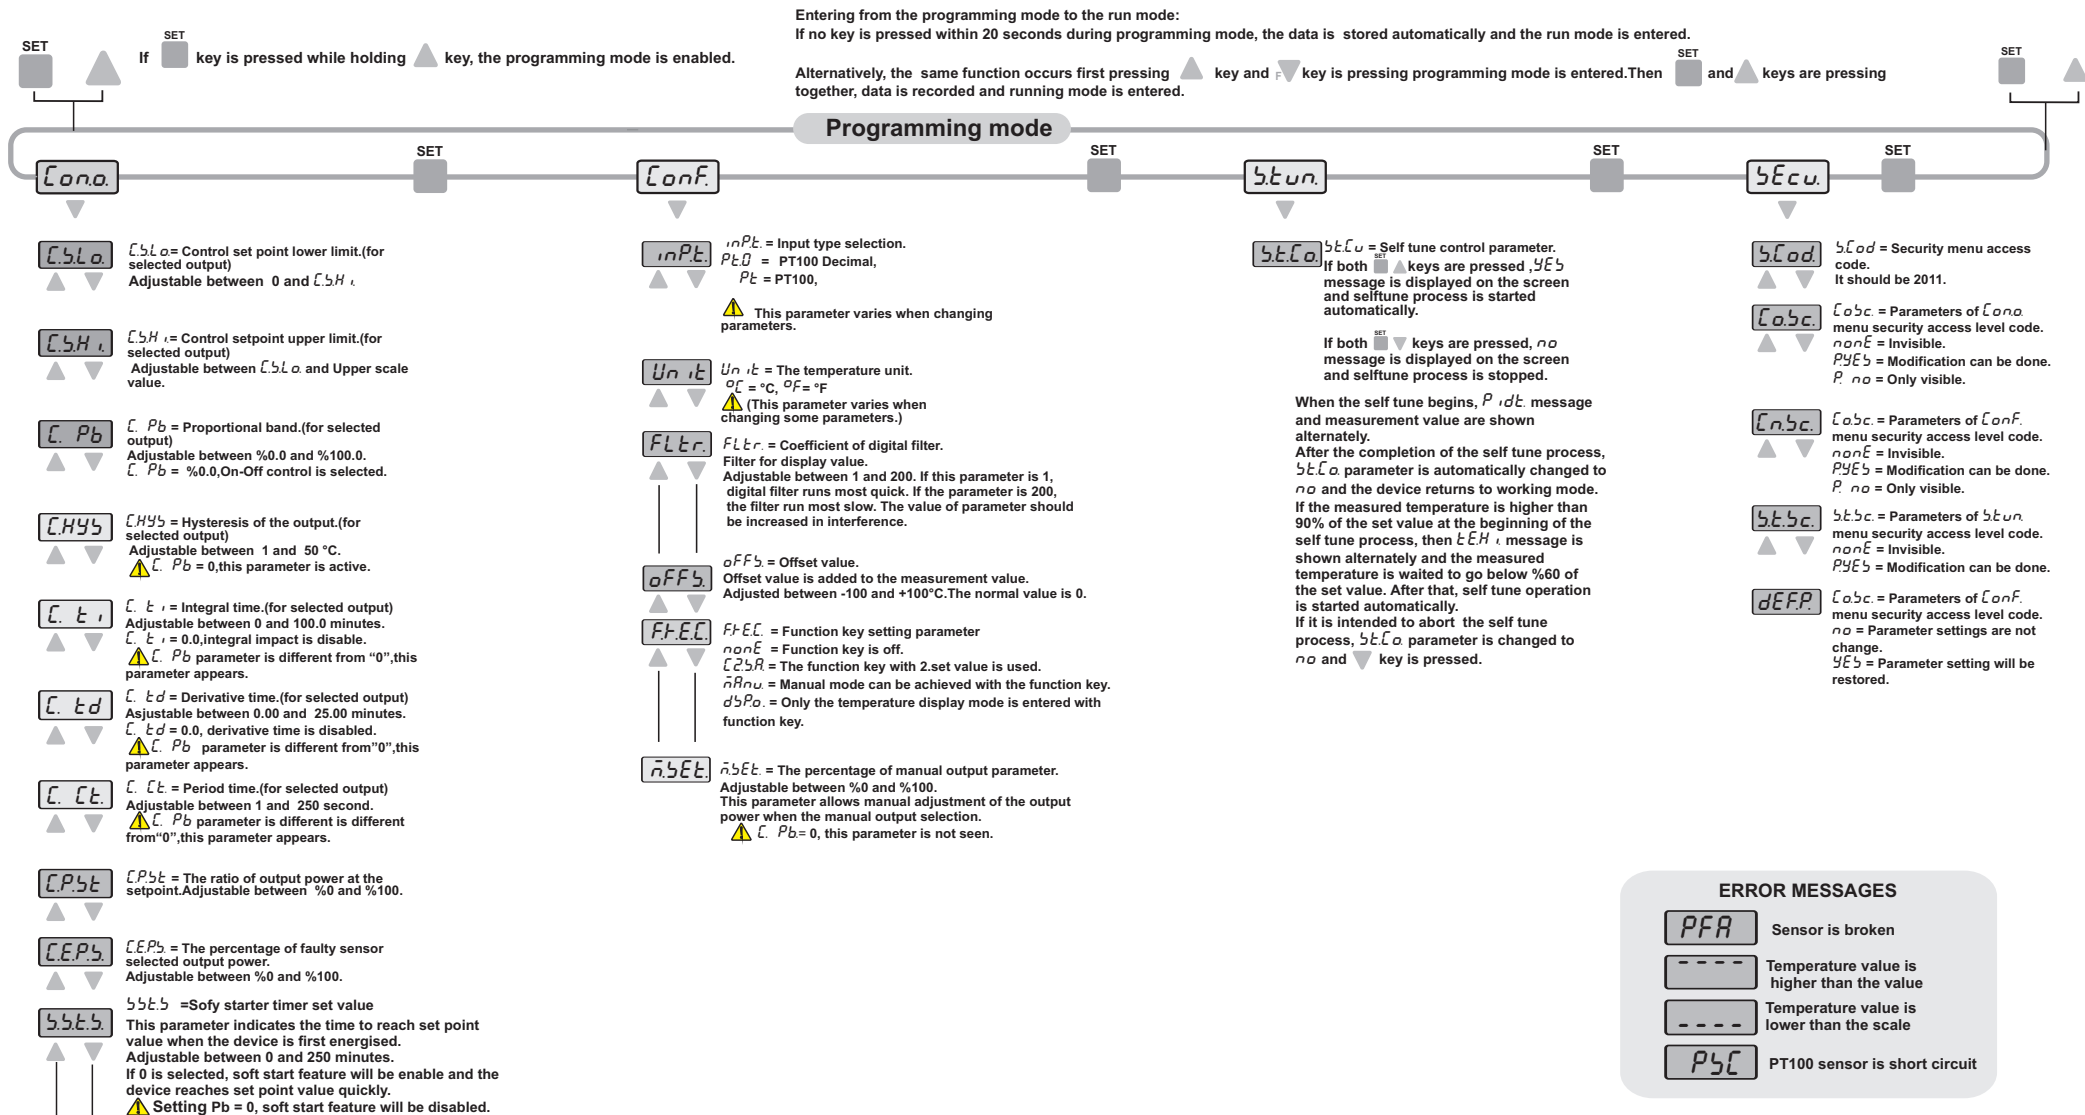 SET
If SET key is pressed while holding key, the programming mode is enabled.
Entering from the programming mode to the run mode:
If no key is pressed within 20 seconds during programming mode, the data is stored automatically and the run mode is entered.
Alternatively, the same function occurs first pressing key and F key is pressing programming mode is entered.Then SET and keys are pressing
together, data is recorded and running mode is entered.
SET
Programming mode
Con.o.
SET
ConF.
SET
S.tun.
SET
SEcu.
SET
C.S.Lo.
C.S.Lo.= Control set point lower limit.(for
selected output)
Adjustable between 0 and C.S.Hi.
C.S.Hi.
C.S.Hi.= Control setpoint upper limit.(for
selected output)
Adjustable between C.S.Lo. and Upper scale
value.
C. Pb
C. Pb = Proportional band.(for selected
output)
Adjustable between %0.0 and %100.0.
C. Pb = %0.0,On-Off control is selected.
C.HYS
C.HYS = Hysteresis of the output.(for
selected output)
Adjustable between 1 and 50 °C.
C. Pb = 0,this parameter is active.
C. ti
C. ti = Integral time.(for selected output)
Adjustable between 0 and 100.0 minutes.
C. ti = 0.0,integral impact is disable.
C. Pb parameter is different from “0”,this
parameter appears.
C. td
C. td = Derivative time.(for selected output)
Asjustable between 0.00 and 25.00 minutes.
C. td = 0.0, derivative time is disabled.
C. Pb parameter is different from”0”,this
parameter appears.
C. Ct.
C. Ct. = Period time.(for selected output)
Adjustable between 1 and 250 second.
C. Pb parameter is different is different
from“0”,this parameter appears.
C.P.St
C.P.St = The ratio of output power at the
setpoint.Adjustable between %0 and %100.
C.E.P.S.
C.E.P.S. = The percentage of faulty sensor
selected output power.
Adjustable between %0 and %100.
S.S.t.S.
SSt.S =Sofy starter timer set value
This parameter indicates the time to reach set point
value when the device is first energised.
Adjustable between 0 and 250 minutes.
If 0 is selected, soft start feature will be enable and the
device reaches set point value quickly.
Setting Pb = 0, soft start feature will be disabled.
inP.t.
inP.t. = Input type selection.
Pt.0 = PT100 Decimal,
Pt = PT100,
This parameter varies when changing
parameters.
Unit
Unit = The temperature unit.
°C = °C, °F = °F
(This parameter varies when
changing some parameters.)
FLtr.
FLtr. = Coefficient of digital filter.
Filter for display value.
Adjustable between 1 and 200. If this parameter is 1,
digital filter runs most quick. If the parameter is 200,
the filter run most slow. The value of parameter should
be increased in interference.
oFFS.
oFFS. = Offset value.
Offset value is added to the measurement value.
Adjusted between -100 and +100°C.The normal value is 0.
F.t.E.C.
F.t.E.C. = Function key setting parameter
nonE = Function key is off.
C2.S.A. = The function key with 2.set value is used.
mAnu. = Manual mode can be achieved with the function key.
dSP.o. = Only the temperature display mode is entered with
function key.
m.SEt.
m.SEt. = The percentage of manual output parameter.
Adjustable between %0 and %100.
This parameter allows manual adjustment of the output
power when the manual output selection.
C. Pb.= 0, this parameter is not seen.
S.t.Co.
St.Cu = Self tune control parameter.
If both SET keys are pressed ,YES
message is displayed on the screen
and selftune process is started
automatically.
If both SET keys are pressed, no
message is displayed on the screen
and selftune process is stopped.
When the self tune begins, Pidt. message
and measurement value are shown
alternately.
After the completion of the self tune process,
St.Co. parameter is automatically changed to
no and the device returns to working mode.
If the measured temperature is higher than
90% of the set value at the beginning of the
self tune process, then tE.Hi. message is
shown alternately and the measured
temperature is waited to go below %60 of
the set value. After that, self tune operation
is started automatically.
If it is intended to abort the self tune
process, St.Co. parameter is changed to
no and key is pressed.
S.Cod.
S.Cod = Security menu access
code.
It should be 2011.
Co.Sc.
Co.Sc. = Parameters of Con.o.
menu security access level code.
nonE = Invisible.
P.YES = Modification can be done.
P. no = Only visible.
Cn.Sc.
Co.Sc. = Parameters of ConF.
menu security access level code.
nonE = Invisible.
P.YES = Modification can be done.
P. no = Only visible.
S.t.Sc.
S.t.Sc. = Parameters of S.tun.
menu security access level code.
nonE = Invisible.
P.YES = Modification can be done.
dEF.P.
Co.Sc. = Parameters of ConF.
menu security access level code.
no = Parameter settings are not
change.
YES = Parameter setting will be
restored.
ERROR MESSAGES
PFA Sensor is broken
---- Temperature value is
higher than the value
---- Temperature value is
lower than the scale
PSC PT100 sensor is short circuit